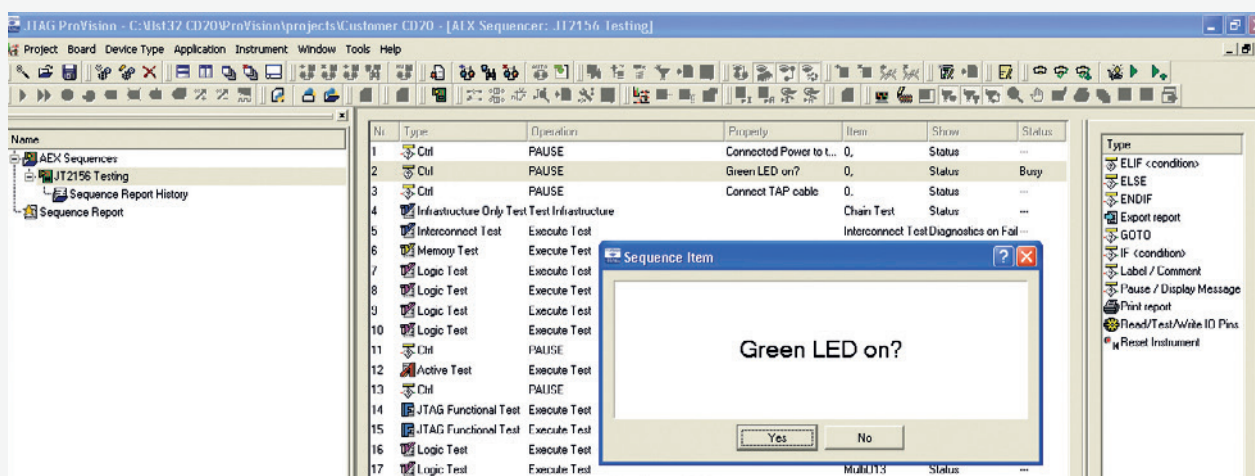 JTAG ProVision - C:\Ist32 CD20\ProVision\projects\Customer CD20 - [AEX Sequencer: JT2156 Testing]
Project Board Device Type Application Instrument Window Tools Help
Name
AEX Sequences
JT2156 Testing
Sequence Report History
Sequence Report
Nr Type Operation Property Item Show Status
1 Ctrl PAUSE Connected Power to t... 0, Status ---
2 Ctrl PAUSE Green LED on? 0, Status Busy
3 Ctrl PAUSE Connect TAP cable 0, Status ---
4 Infrastructure Only Test Test Infrastructure Chain Test Status ---
5 Interconnect Test Execute Test Interconnect Test Diagnostics on Fail ---
6 Memory Test Execute Test
7 Logic Test Execute Test
8 Logic Test Execute Test
9 Logic Test Execute Test
10 Logic Test Execute Test
11 Ctrl PAUSE
12 Active Test Execute Test
13 Ctrl PAUSE
14 JTAG Functional Test Execute Test
15 JTAG Functional Test Execute Test
16 Logic Test Execute Test
17 Logic Test Execute Test MultiU13 Status ---
Sequence Item
Green LED on?
Yes No
Type
ELIF <condition>
ELSE
ENDIF
Export report
GOTO
IF <condition>
Label / Comment
Pause / Display Message
Print report
Read/Test/Write IO Pins
Reset Instrument